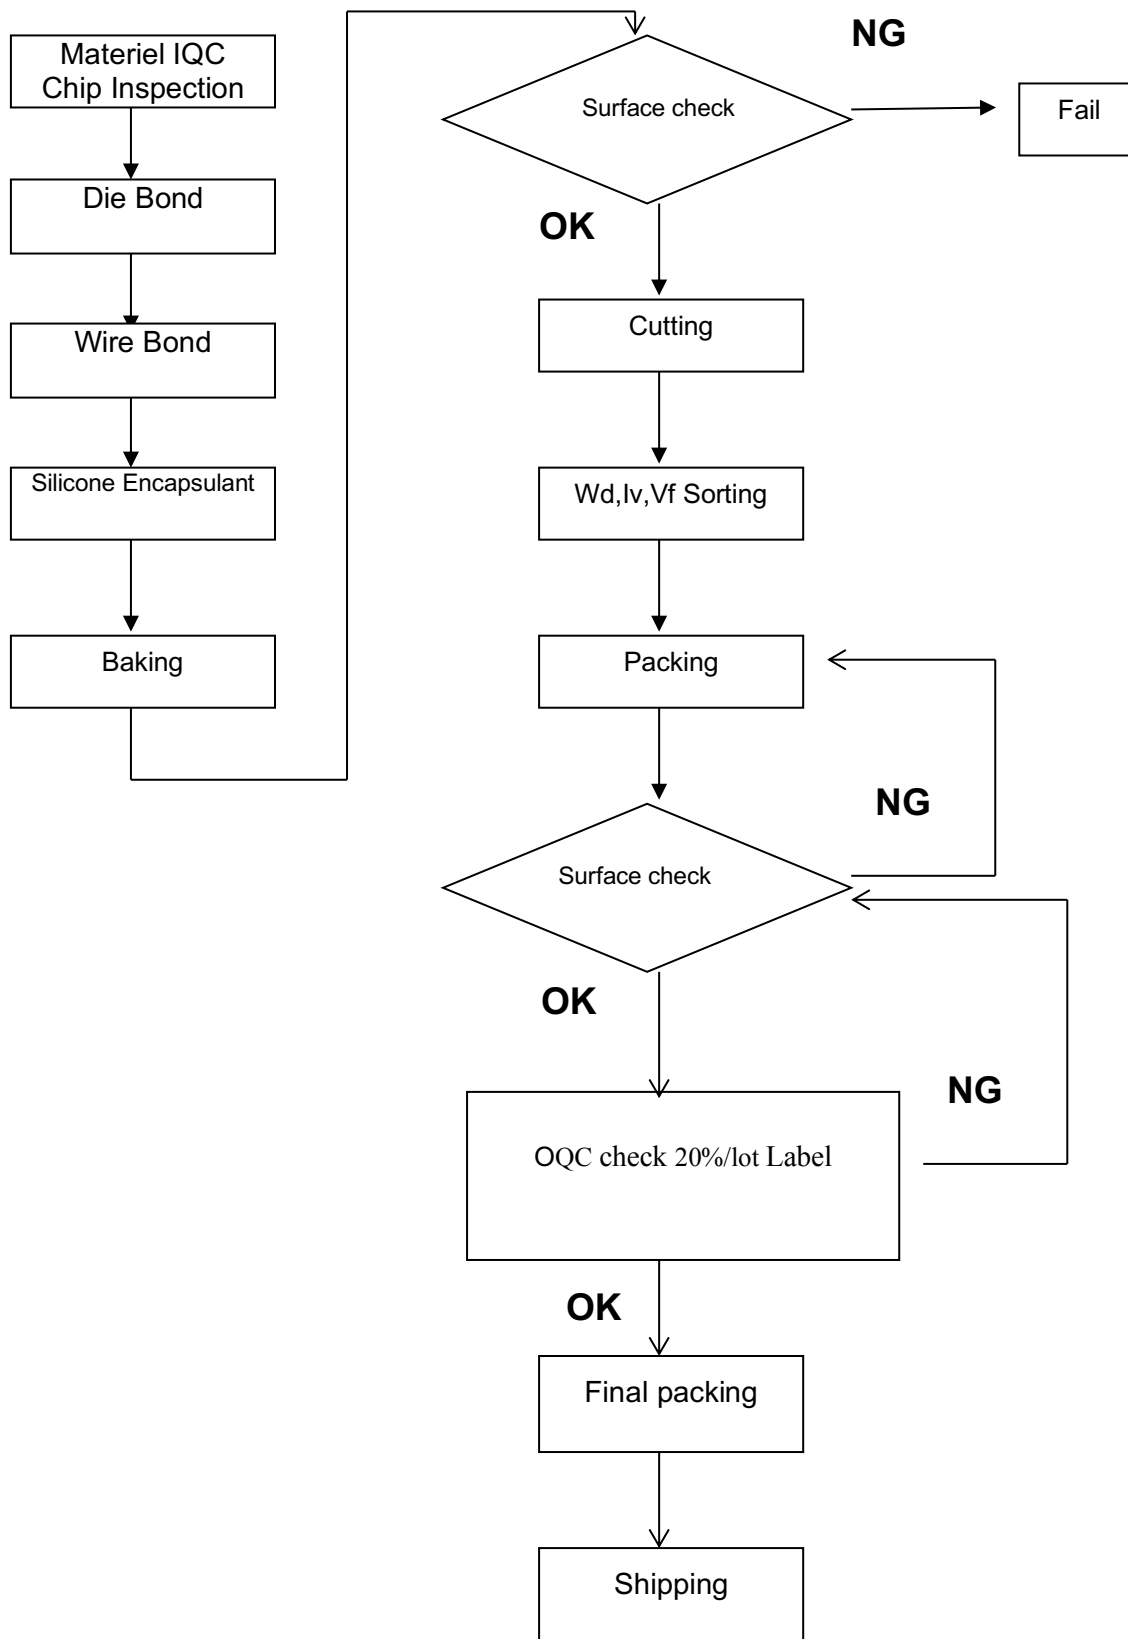 Materiel IQC
Chip Inspection
Die Bond
Wire Bond
Silicone Encapsulant
Baking
Surface check
NG
Fail
OK
Cutting
Wd,Iv,Vf Sorting
Packing
NG
Surface check
OK
NG
OQC check 20%/lot Label
OK
Final packing
Shipping